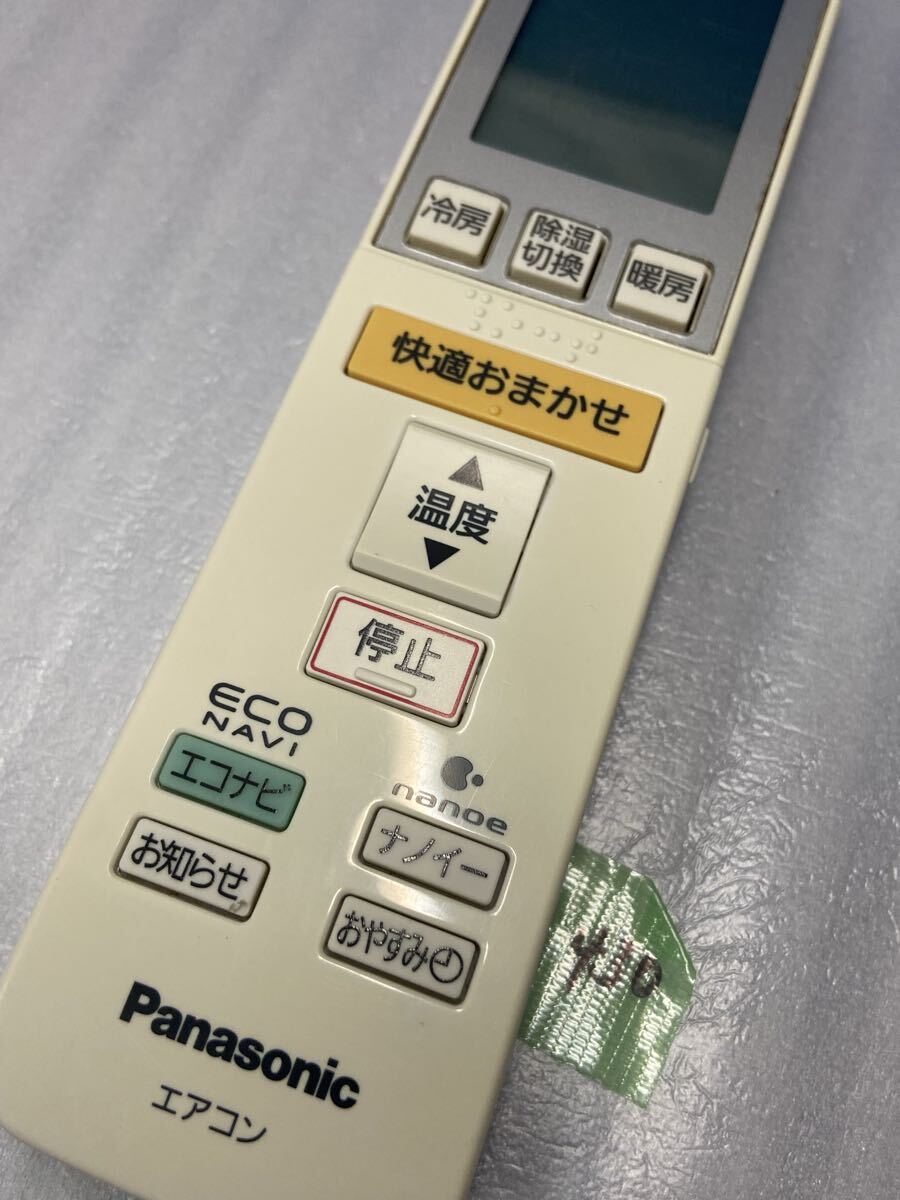 冷房
除湿
切換
暖房
快適おまかせ
▲
温度
▼
停止
ECO
NAVI
エコナビ
nanoe
お知らせ
ナノイー
おやすみ
Panasonic
エアコン